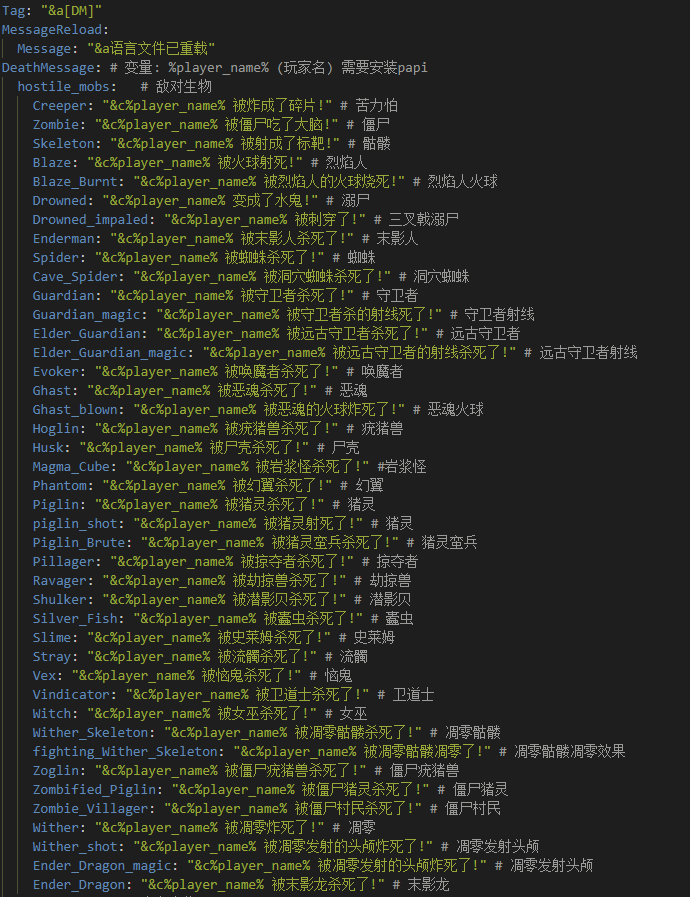 Tag: "&a[DM]"
MessageReload:
  Message: "&a语言文件已重载"
DeathMessage: # 变量: %player_name% (玩家名) 需要安装papi
  hostile_mobs:   # 敌对生物
    Creeper: "&c%player_name% 被炸成了碎片!" # 苦力怕
    Zombie: "&c%player_name% 被僵尸吃了大脑!" # 僵尸
    Skeleton: "&c%player_name% 被射成了标靶!" # 骷髅
    Blaze: "&c%player_name% 被火球射死!" # 烈焰人
    Blaze_Burnt: "&c%player_name% 被烈焰人的火球烧死!" # 烈焰人火球
    Drowned: "&c%player_name% 变成了水鬼!" # 溺尸
    Drowned_impaled: "&c%player_name% 被刺穿了!" # 三叉戟溺尸
    Enderman: "&c%player_name% 被末影人杀死了!" # 末影人
    Spider: "&c%player_name% 被蜘蛛杀死了!" # 蜘蛛
    Cave_Spider: "&c%player_name% 被洞穴蜘蛛杀死了!" # 洞穴蜘蛛
    Guardian: "&c%player_name% 被守卫者杀死了!" # 守卫者
    Guardian_magic: "&c%player_name% 被守卫者杀的射线死了!" # 守卫者射线
    Elder_Guardian: "&c%player_name% 被远古守卫者杀死了!" # 远古守卫者
    Elder_Guardian_magic: "&c%player_name% 被远古守卫者的射线杀死了!" # 远古守卫者射线
    Evoker: "&c%player_name% 被唤魔者杀死了!" # 唤魔者
    Ghast: "&c%player_name% 被恶魂杀死了!" # 恶魂
    Ghast_blown: "&c%player_name% 被恶魂的火球炸死了!" # 恶魂火球
    Hoglin: "&c%player_name% 被疣猪兽杀死了!" # 疣猪兽
    Husk: "&c%player_name% 被尸壳杀死了!" # 尸壳
    Magma_Cube: "&c%player_name% 被岩浆怪杀死了!" #岩浆怪
    Phantom: "&c%player_name% 被幻翼杀死了!" # 幻翼
    Piglin: "&c%player_name% 被猪灵杀死了!" # 猪灵
    piglin_shot: "&c%player_name% 被猪灵射死了!" # 猪灵
    Piglin_Brute: "&c%player_name% 被猪灵蛮兵杀死了!" # 猪灵蛮兵
    Pillager: "&c%player_name% 被掠夺者杀死了!" # 掠夺者
    Ravager: "&c%player_name% 被劫掠兽杀死了!" # 劫掠兽
    Shulker: "&c%player_name% 被潜影贝杀死了!" # 潜影贝
    Silver_Fish: "&c%player_name% 被蠹虫杀死了!" # 蠹虫
    Slime: "&c%player_name% 被史莱姆杀死了!" # 史莱姆
    Stray: "&c%player_name% 被流髑杀死了!" # 流髑
    Vex: "&c%player_name% 被恼鬼杀死了!" # 恼鬼
    Vindicator: "&c%player_name% 被卫道士杀死了!" # 卫道士
    Witch: "&c%player_name% 被女巫杀死了!" # 女巫
    Wither_Skeleton: "&c%player_name% 被凋零骷髅杀死了!" # 凋零骷髅
    fighting_Wither_Skeleton: "&c%player_name% 被凋零骷髅凋零了!" # 凋零骷髅凋零效果
    Zoglin: "&c%player_name% 被僵尸疣猪兽杀死了!" # 僵尸疣猪兽
    Zombified_Piglin: "&c%player_name% 被僵尸猪灵杀死了!" # 僵尸猪灵
    Zombie_Villager: "&c%player_name% 被僵尸村民杀死了!" # 僵尸村民
    Wither: "&c%player_name% 被凋零炸死了!" # 凋零
    Wither_shot: "&c%player_name% 被凋零发射的头颅炸死了!" # 凋零发射头颅
    Ender_Dragon_magic: "&c%player_name% 被凋零发射的头颅炸死了!" # 凋零发射头颅
    Ender_Dragon: "&c%player_name% 被末影龙杀死了!" # 末影龙